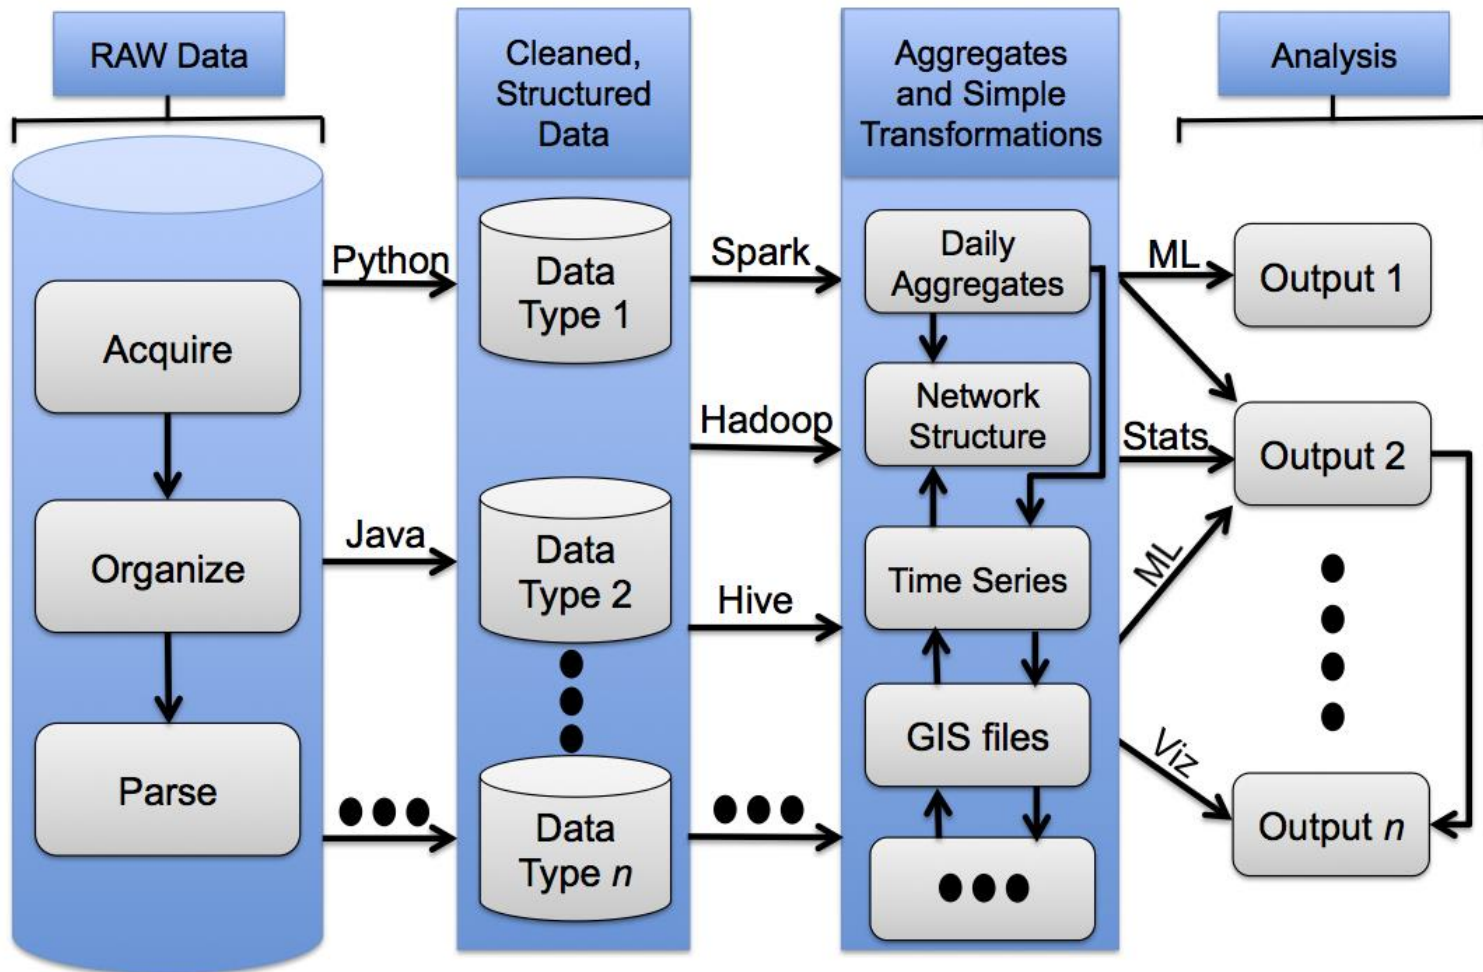 RAW Data
Cleaned,
Structured
Data
Aggregates
and Simple
Transformations
Analysis
Acquire
Organize
Parse
Python
Java
Data
Type 1
Data
Type 2
Data
Type n
Spark
Hadoop
Hive
Daily
Aggregates
Network
Structure
Time Series
GIS files
ML
Stats
ML
Viz
Output 1
Output 2
Output n